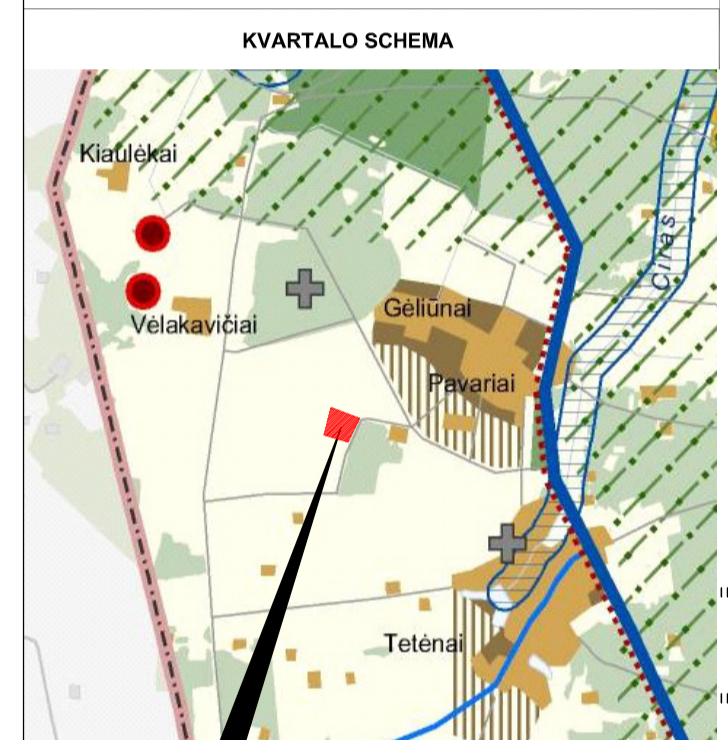 KVARTALO SCHEMA
Kiaulėkai
Ciras
Gėliūnai
Vėlakavičiai
Pavariai
Tetėnai